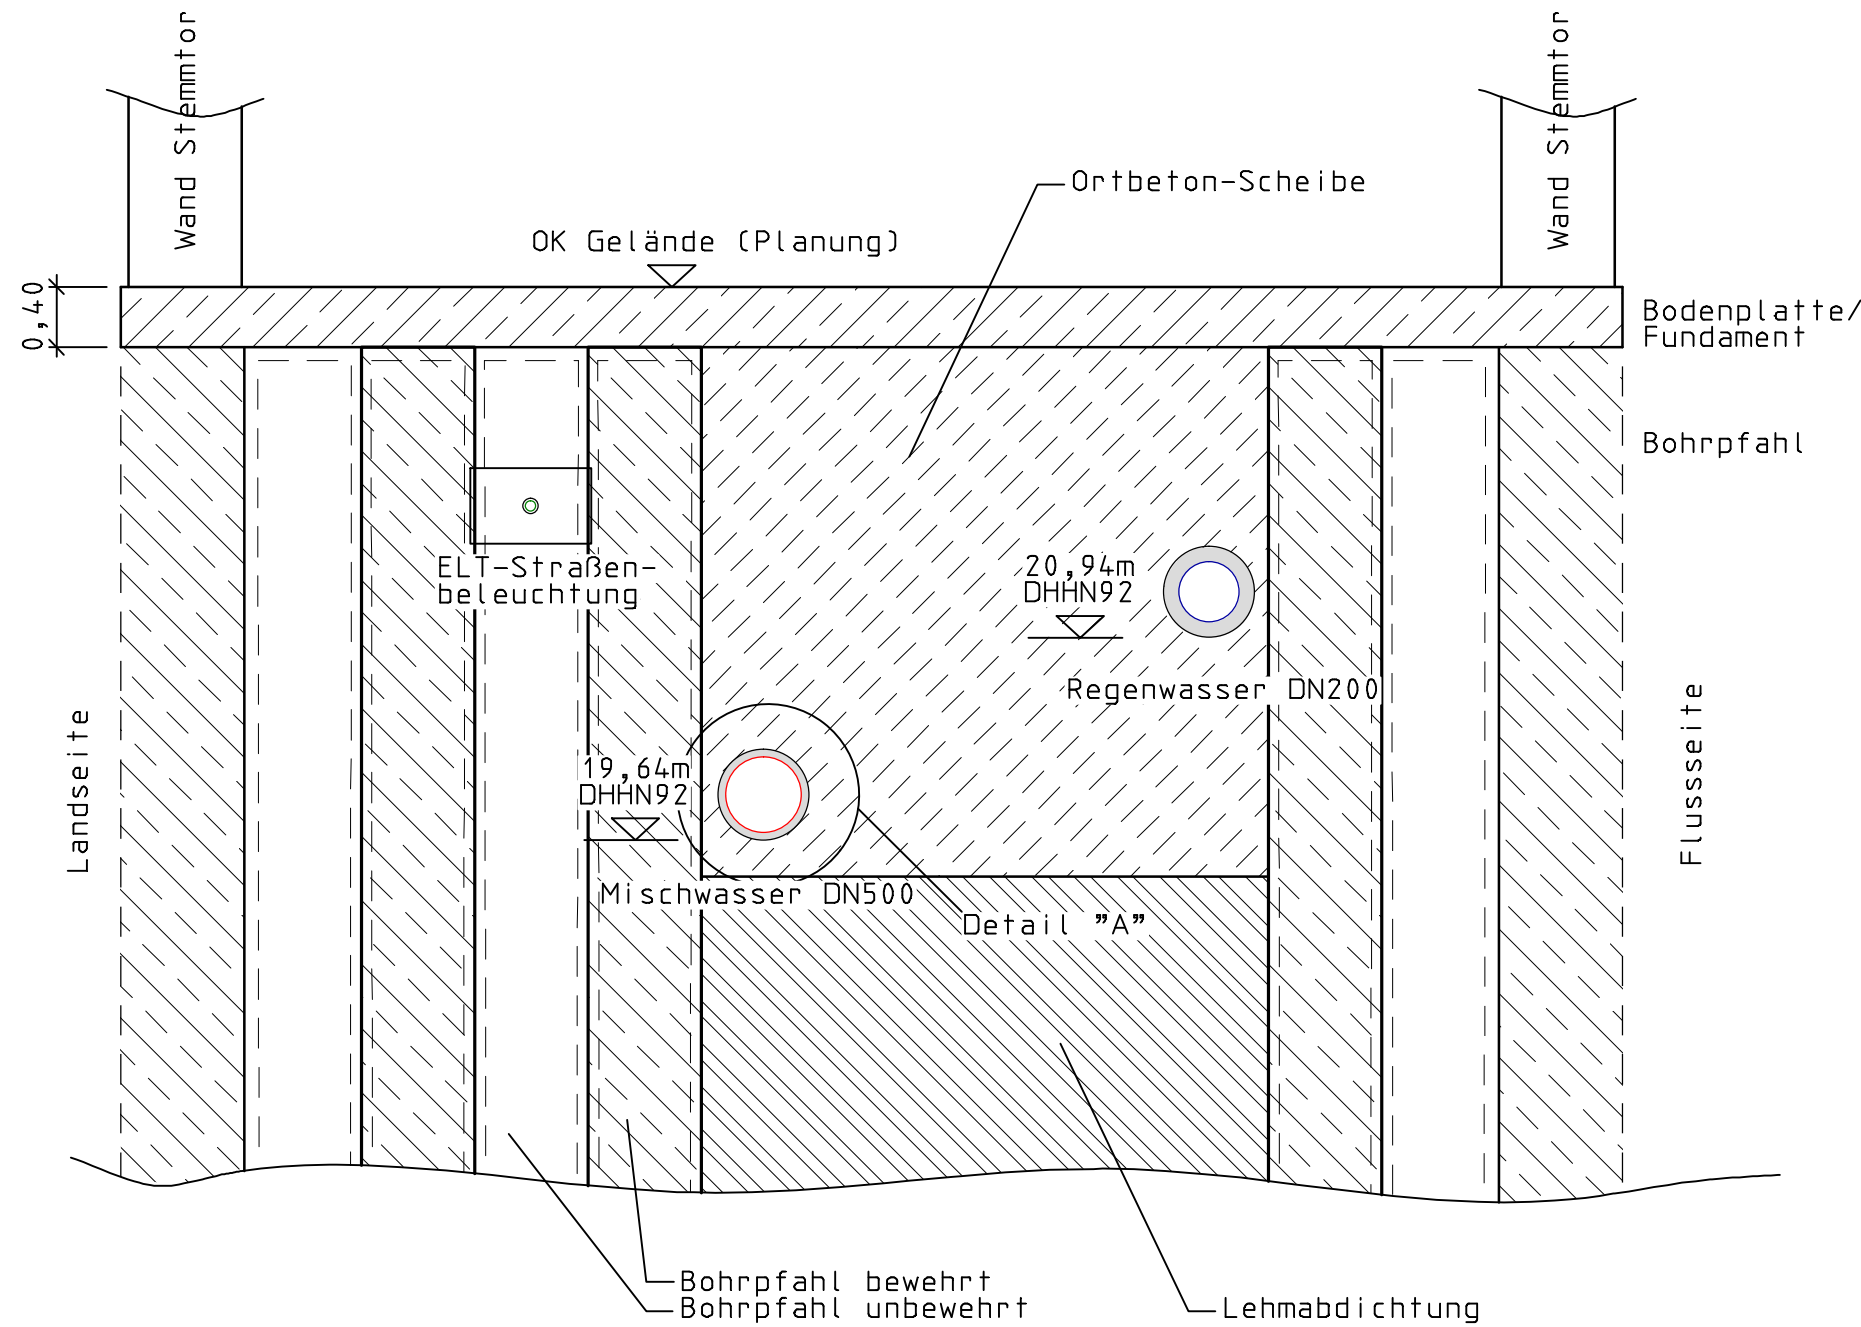 Wand Stemmtor
Wand Stemmtor
Ortbeton-Scheibe
OK Gelände (Planung)
0,40
Bodenplatte/
Fundament
Bohrpfahl
ELT-Straßen-
beleuchtung
20,94m
DHHN92
Regenwasser DN200
Landseite
Flussseite
19,64m
DHHN92
Mischwasser DN500
Detail "A"
Bohrpfahl bewehrt
Bohrpfahl unbewehrt
Lehmabdichtung